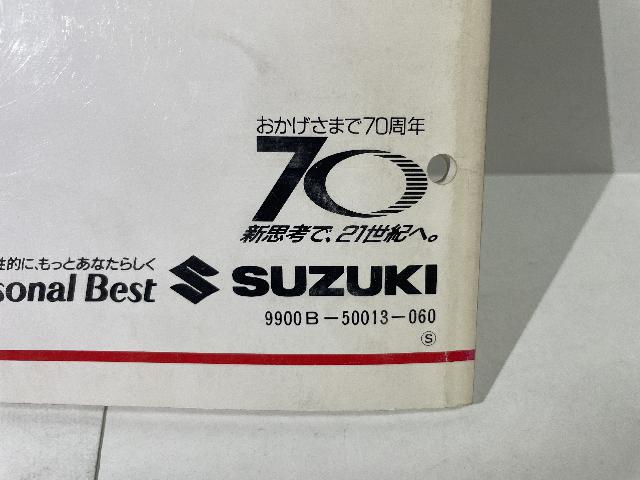 おかげさまで70周年
70
新思考で、21世紀へ。
性的に、もっとあなたらしく
sonal Best SUZUKI
9900B-50013-060
S